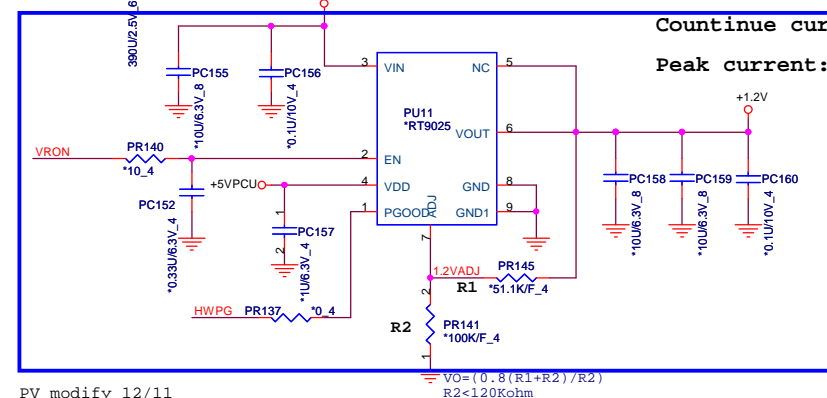 390U/2.5V_6
Countinue cur
Peak current:
PC155
*10U/6.3V_8
PC156
*0.1U/10V_4
3
VIN
NC
5
PU11
*RT9025
VOUT
6
+1.2V
VRON
PR140
*10_4
2
EN
PC152
*0.33U/6.3V_4
+5VPCU
4
VDD
GND
8
1
PGOOD
ADJ
GND1
9
7
1
PC157
2
*1U/6.3V_4
PC158
*10U/6.3V_8
PC159
*10U/6.3V_8
PC160
*0.1U/10V_4
1.2VADJ
R1
PR145
*51.1K/F_4
HWPG
PR137
*0_4
R2
2
PR141
*100K/F_4
1
VO=(0.8(R1+R2)/R2)
R2<120Kohm
PV modify 12/11